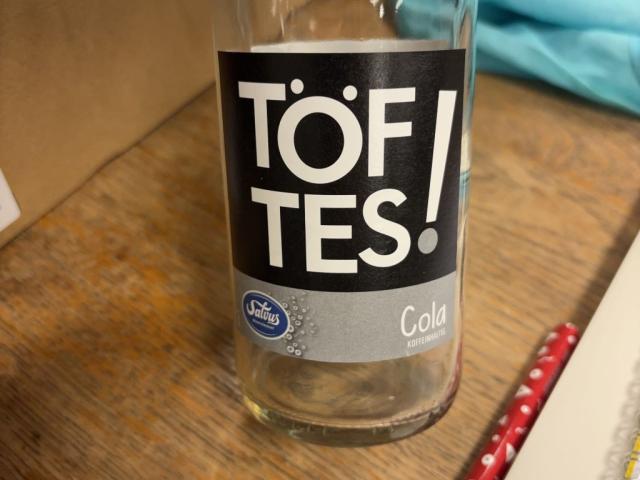 TÖF
TES!
Salvus
Cola
KOFFEINHALTIG